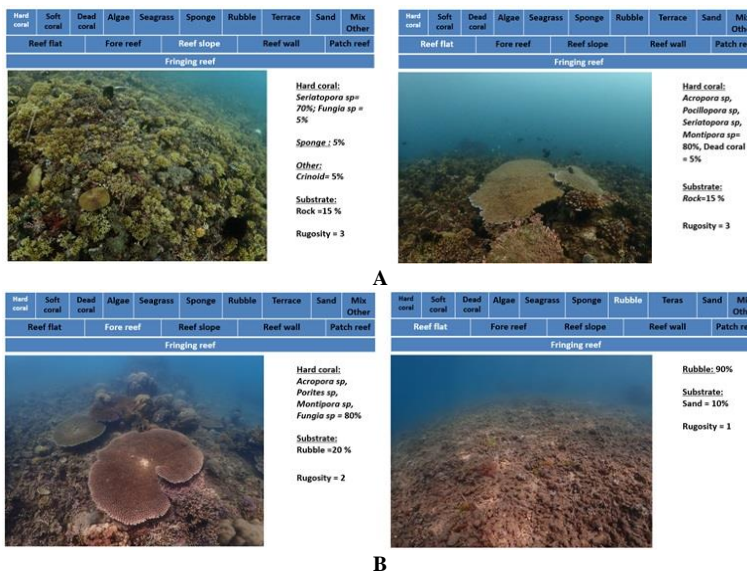 Hard coral Soft coral Dead coral Algae Seagrass Sponge Rubble Terrace Sand Mix Other
Reef flat Fore reef Reef slope Reef wall Patch reef
Fringing reef
Hard coral:
Seriatopora sp=
70%; Fungia sp =
5%
Sponge : 5%
Other:
Crinoid= 5%
Substrate:
Rock =15 %
Rugosity = 3
Hard coral Soft coral Dead coral Algae Seagrass Sponge Rubble Terrace Sand
Reef flat Fore reef Reef slope Reef wall Patch reef
Fringing reef
Hard coral:
Acropora sp,
Pocillopora sp,
Seriatopora sp,
Montipora sp=
80%, Dead coral
= 5%
Substrate:
Rock=15 %
Rugosity = 3
A
Hard coral Soft coral Dead coral Algae Seagrass Sponge Rubble Terrace Sand Mix Other
Reef flat Fore reef Reef slope Reef wall Patch reef
Fringing reef
Hard coral:
Acropora sp,
Porites sp,
Montipora sp,
Fungia sp = 80%
Substrate:
Rubble =20 %
Rugosity = 2
Hard coral Soft coral Dead coral Algae Seagrass Sponge Rubble Teras Sand
Reef flat Fore reef Reef slope Reef wall Patch reef
Fringing reef
Rubble: 90%
Substrate:
Sand = 10%
Rugosity = 1
B